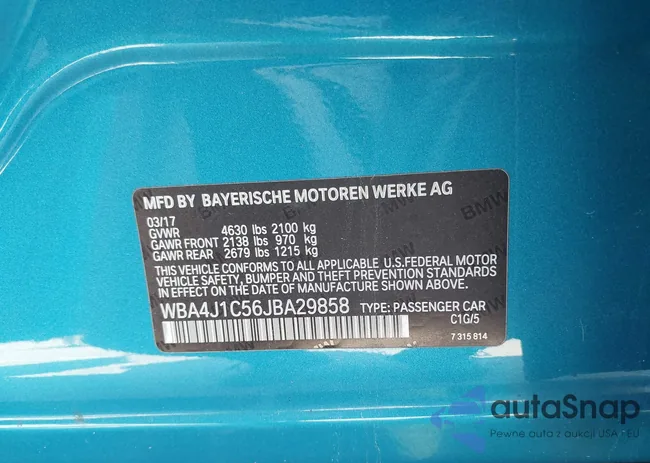 MFD BY BAYERISCHE MOTOREN WERKE AG
03/17
GVWR 4630 lbs 2100 kg
GAWR FRONT 2138 lbs 970 kg
GAWR REAR 2679 lbs 1215 kg
THIS VEHICLE CONFORMS TO ALL APPLICABLE U.S.FEDERAL MOTOR
VEHICLE SAFETY, BUMPER AND THEFT PREVENTION STANDARDS
IN EFFECT ON THE DATE OF MANUFACTURE SHOWN ABOVE.
WBA4J1C56JBA29858 TYPE: PASSENGER CAR
C1G/5
7 315 814
autaSnap
Pewne auta z aukcji USA i EU